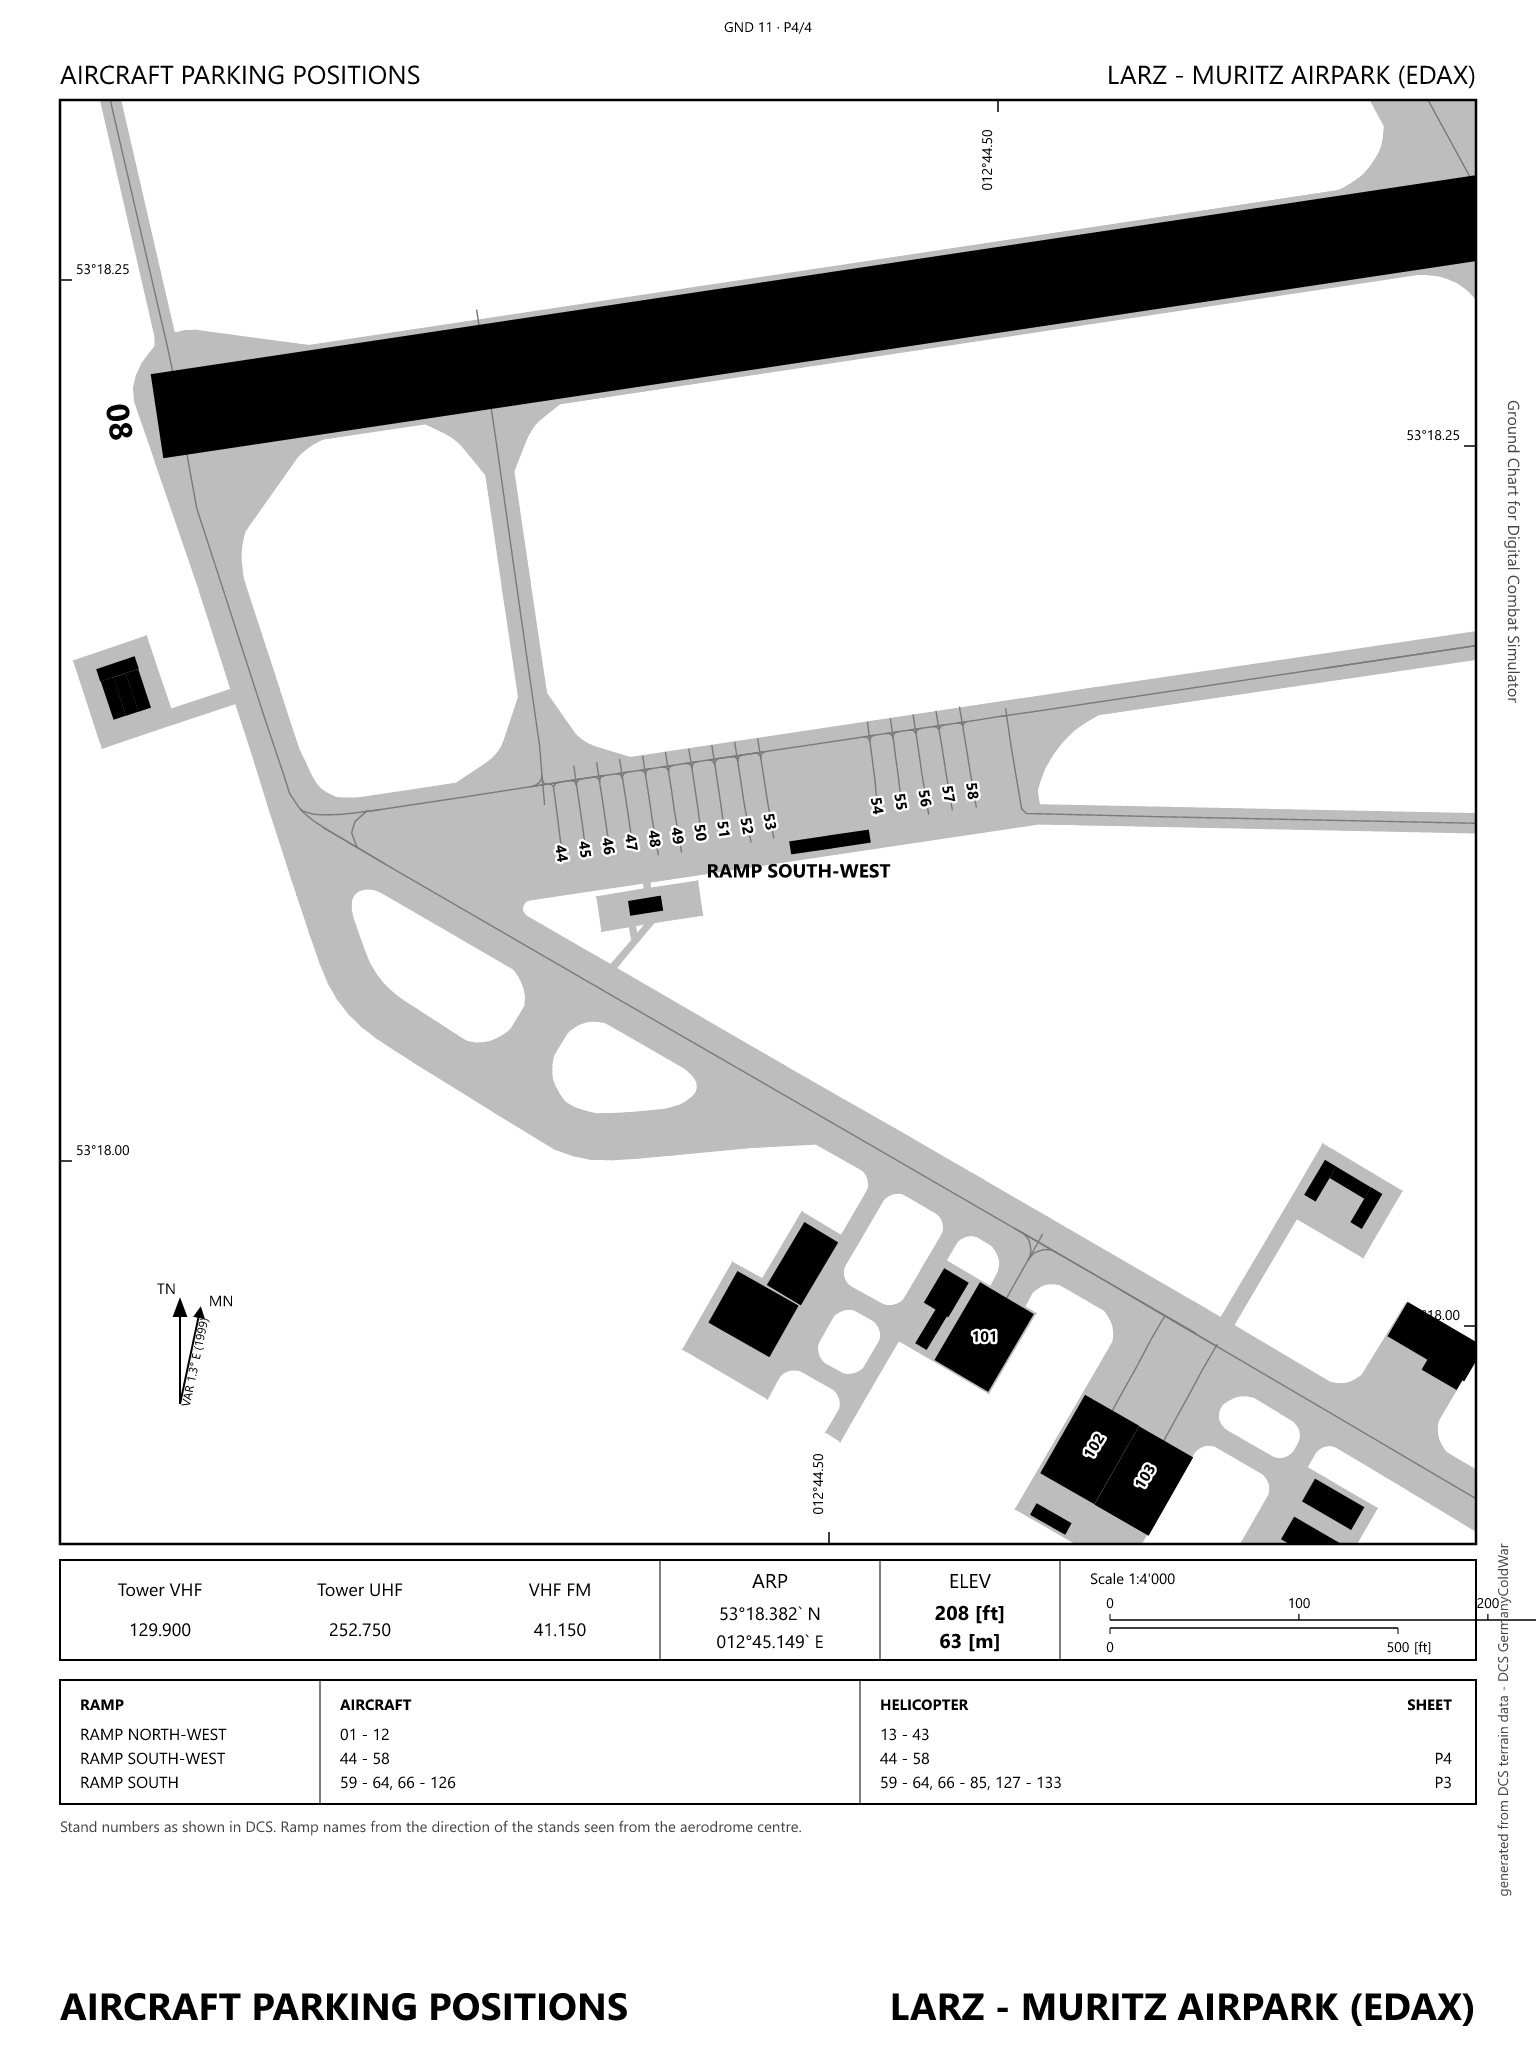 GND 11 · P4/4
AIRCRAFT PARKING POSITIONS
LARZ - MURITZ AIRPARK (EDAX)
012°44.50
53°18.25
08
53°18.25
Ground Chart for Digital Combat Simulator
44
45
46
47
48
49
50
51
52
53
54
55
56
57
58
RAMP SOUTH-WEST
53°18.00
TN
MN
VAR 1.3° E (1999)
18.00
101
102
103
012°44.50
Tower VHF
129.900
Tower UHF
252.750
VHF FM
41.150
ARP
53°18.382` N
012°45.149` E
ELEV
208 [ft]
63 [m]
Scale 1:4'000
0 100 200
0 500 [ft]
generated from DCS terrain data - DCS GermanyColdWar
RAMP AIRCRAFT HELICOPTER SHEET
RAMP NORTH-WEST 01 - 12 13 - 43
RAMP SOUTH-WEST 44 - 58 44 - 58 P4
RAMP SOUTH 59 - 64, 66 - 126 59 - 64, 66 - 85, 127 - 133 P3
Stand numbers as shown in DCS. Ramp names from the direction of the stands seen from the aerodrome centre.
AIRCRAFT PARKING POSITIONS
LARZ - MURITZ AIRPARK (EDAX)